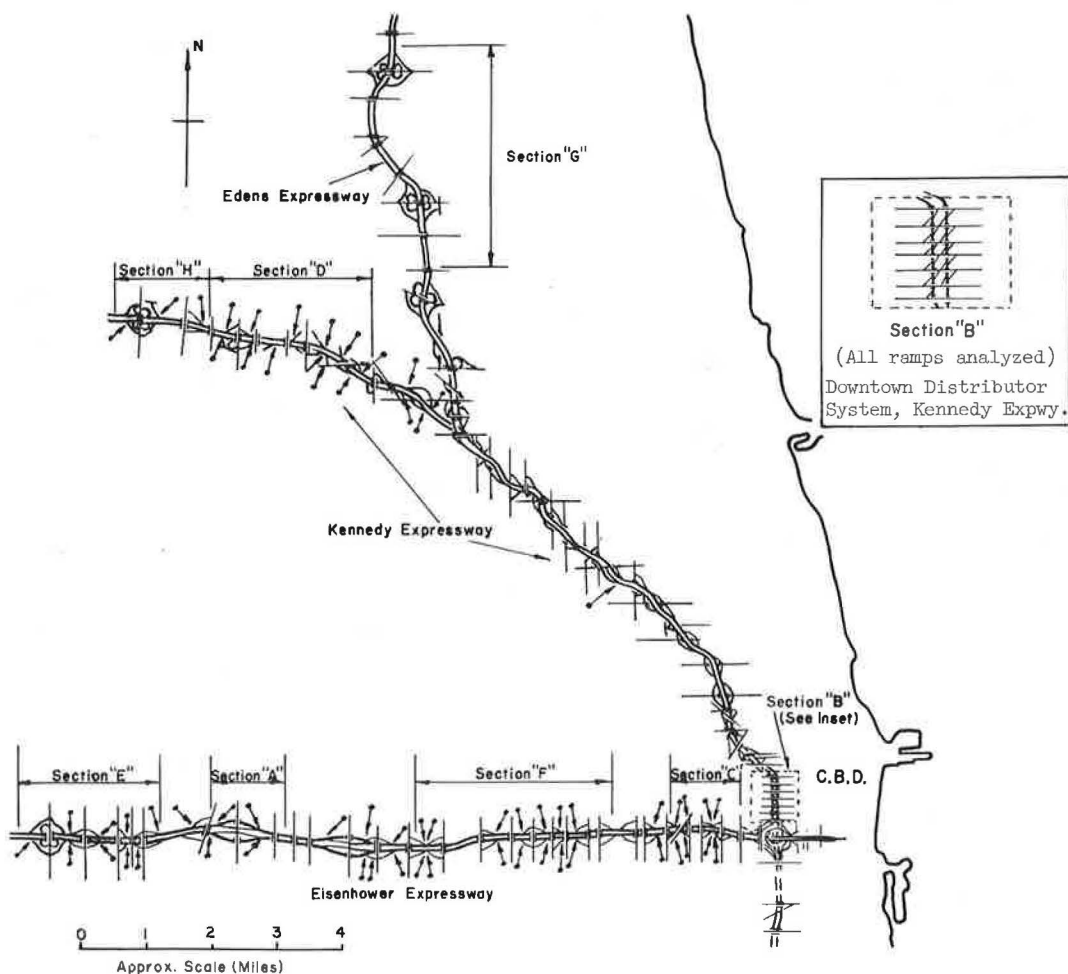 N
Section "G"
Edens Expressway
Section "H"
Section "D"
Section "B"
(All ramps analyzed)
Downtown Distributor
System, Kennedy Expwy.
Kennedy Expressway
Section "B"
(See Inset)
C.B.D.
Section "E"
Section "A"
Section "F"
Section "C"
Eisenhower Expressway
0 1 2 3 4
Approx. Scale (Miles)